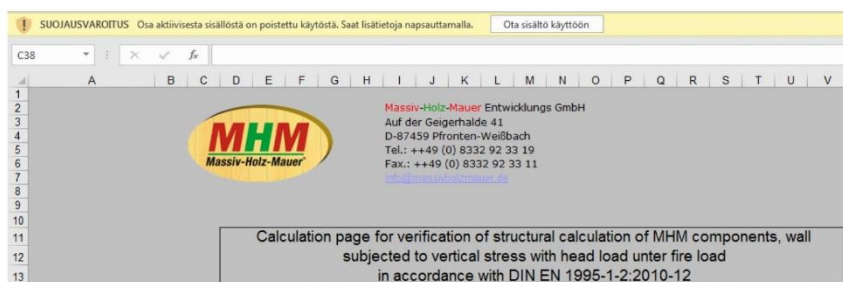 SUOJAUSVAROITUS Osa aktiivisesta sisällöstä on poistettu käytöstä. Saat lisätietoja napsauttamalla. Ota sisältö käyttöön
C38 fx
A B C D E F G H I J K L M N O P Q R S T U V
1
2 Massiv-Holz-Mauer Entwicklungs GmbH
3 Auf der Geigerhalde 41
4 D-87459 Pfronten-Weißbach
MHM
5 Tel.: ++49 (0) 8332 92 33 19
Massiv-Holz-Mauer
6 Fax.: ++49 (0) 8332 92 33 11
7 info@massivholzmauer.de
8
9
10
11 Calculation page for verification of structural calculation of MHM components, wall
12 subjected to vertical stress with head load unter fire load
13 in accordance with DIN EN 1995-1-2:2010-12